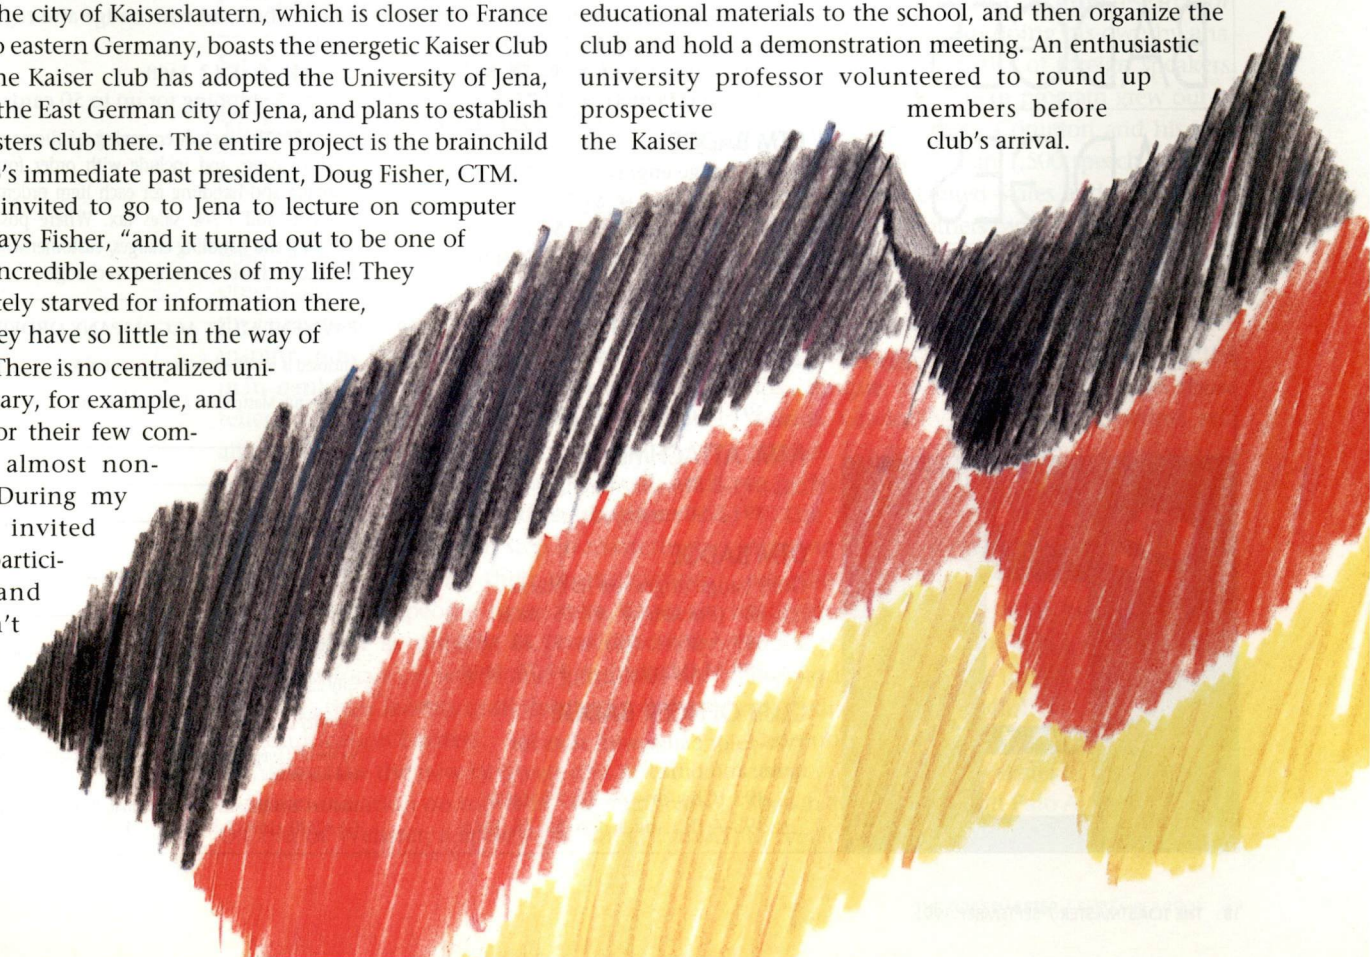 he city of Kaiserslautern, which is closer to France
o eastern Germany, boasts the energetic Kaiser Club
he Kaiser club has adopted the University of Jena,
the East German city of Jena, and plans to establish
sters club there. The entire project is the brainchild
's immediate past president, Doug Fisher, CTM.
invited to go to Jena to lecture on computer
ays Fisher, “and it turned out to be one of
ncredible experiences of my life! They
tely starved for information there,
ey have so little in the way of
There is no centralized uni-
ary, for example, and
or their few com-
almost non-
During my
invited
partici-
and
't
educational materials to the school, and then organize the
club and hold a demonstration meeting. An enthusiastic
university professor volunteered to round up
prospective members before
the Kaiser club's arrival.